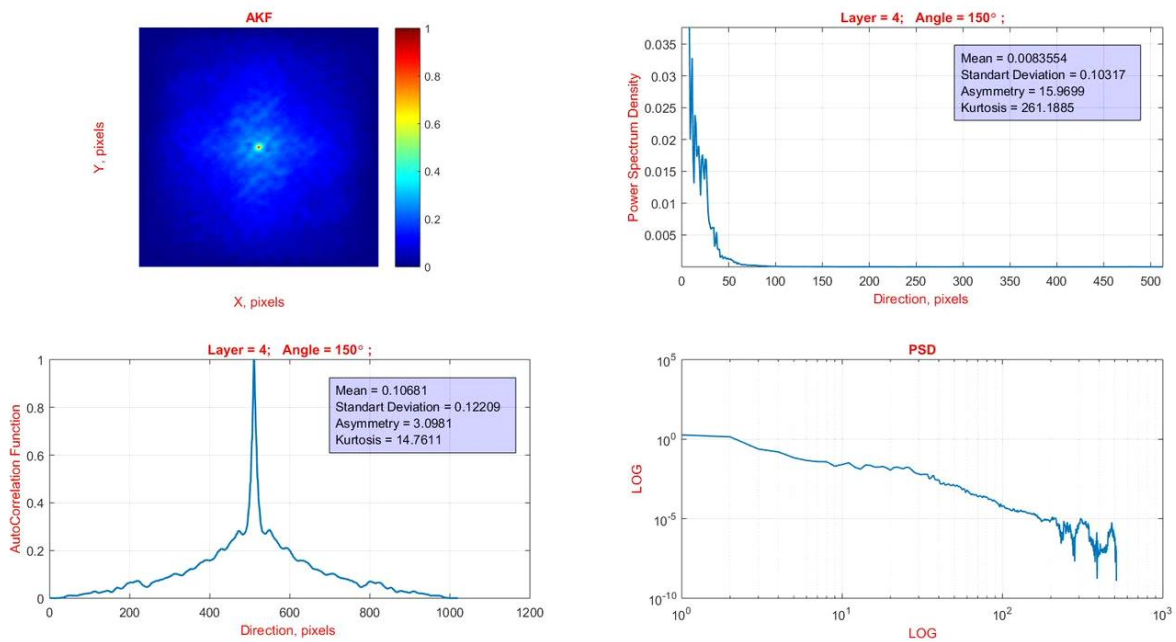 AKF
1
0.8
0.6
0.4
0.2
0
Y, pixels
X, pixels
Layer = 4; Angle = 150° ;
0.035
0.03
0.025
0.02
0.015
0.01
0.005
Power Spectrum Density
Mean = 0.0083554
Standart Deviation = 0.10317
Asymmetry = 15.9699
Kurtosis = 261.1885
0 50 100 150 200 250 300 350 400 450 500
Direction, pixels
Layer = 4; Angle = 150° ;
1
0.8
0.6
0.4
0.2
0
AutoCorrelation Function
Mean = 0.10681
Standart Deviation = 0.12209
Asymmetry = 3.0981
Kurtosis = 14.7611
0 200 400 600 800 1000 1200
Direction, pixels
PSD
10^5
10^0
10^-5
10^-10
LOG
10^0 10^1 10^2 10^3
LOG